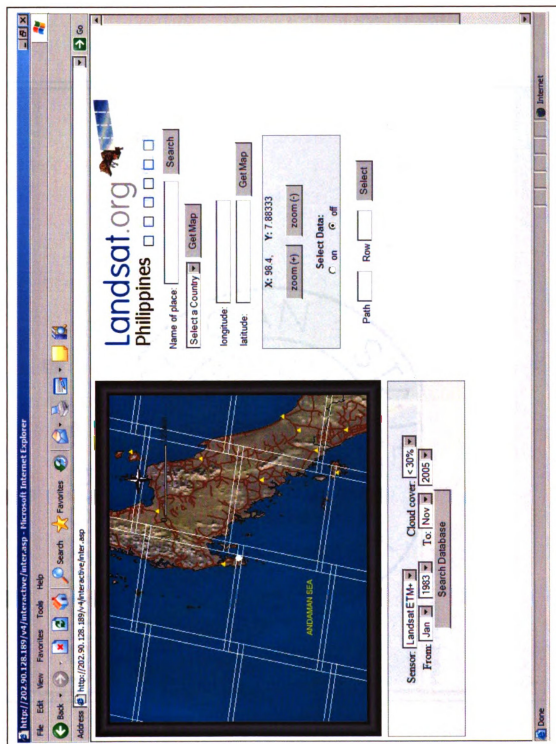 http://202.90.128.189/v4/interactive/inter.asp - Microsoft Internet Explorer
File Edit View Favorites Tools Help
Back Search Favorites
Address http://202.90.128.189/v4/interactive/inter.asp Go
ANDAMAN SEA
Sensor: Landsat ETM+ Cloud cover: < 30%
From: Jan 1983 To: Nov 2005
Search Database
Landsat.org
Philippines
Name of place: Search
Select a Country Get Map
longitude:
latitude: Get Map
X: 98.4, Y: 7.88333
zoom (+) zoom (-)
Select Data:
on off
Path Row Select
Done Internet